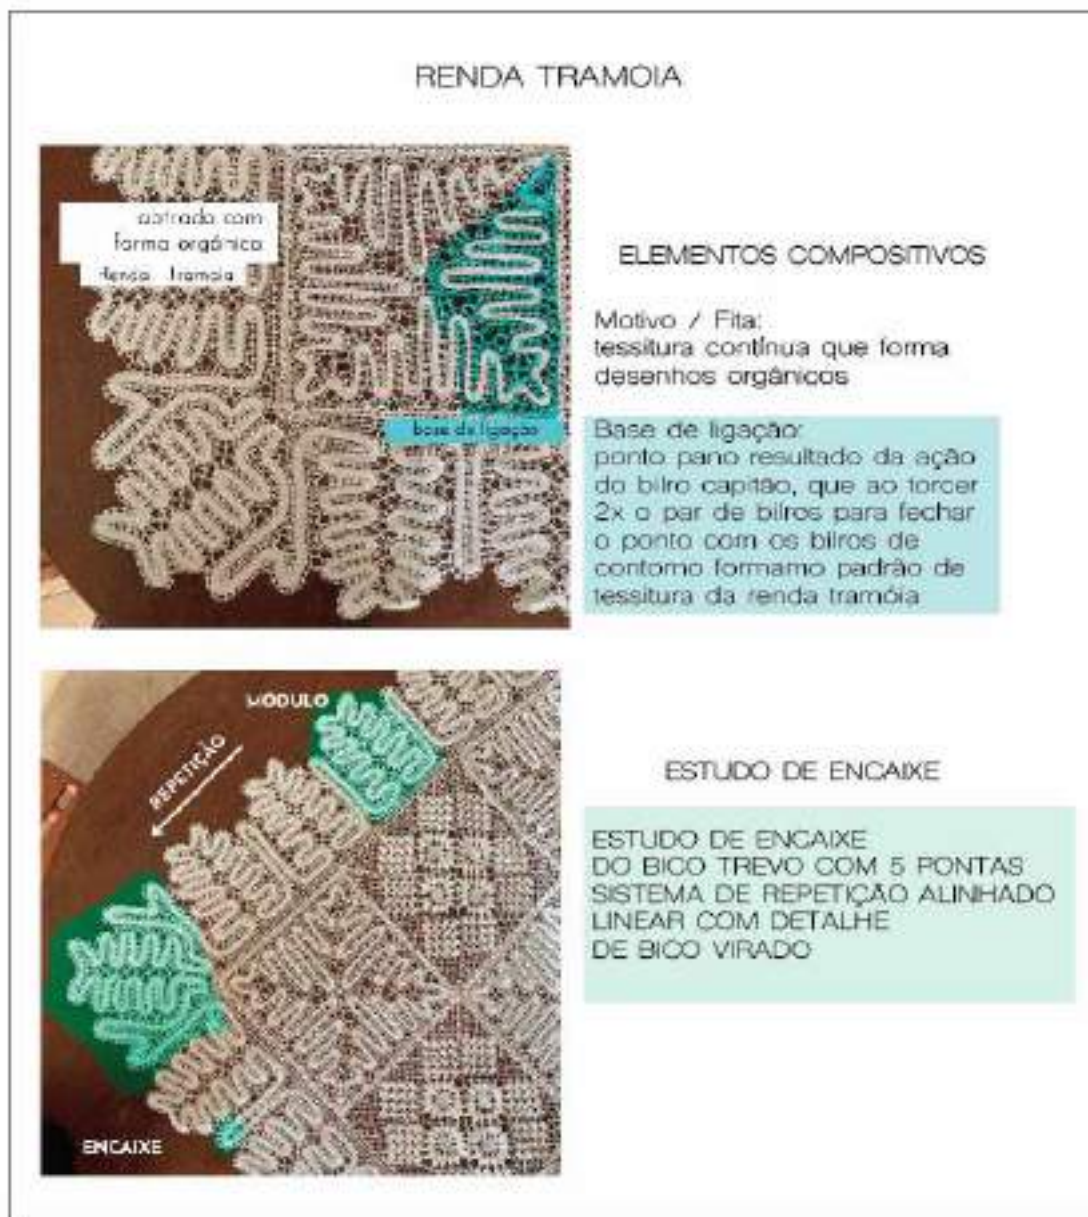 RENDA TRAMOIA
com
forma orgânica
Renda Tramoia
base de ligação
ELEMENTOS COMPOSITIVOS
Motivo / Fita:
tessitura contínua que forma
desenhos orgânicos
Base de ligação:
ponto pano resultado da ação
do bilro capitão, que ao torcer
2x o par de bilros para fechar
o ponto com os bilros de
contorno formamo padrão de
tessitura da renda tramóia
MÓDULO
REPETIÇÃO
ENCAIXE
ESTUDO DE ENCAIXE
ESTUDO DE ENCAIXE
DO BICO TREVO COM 5 PONTAS
SISTEMA DE REPETIÇÃO ALINHADO
LINEAR COM DETALHE
DE BICO VIRADO